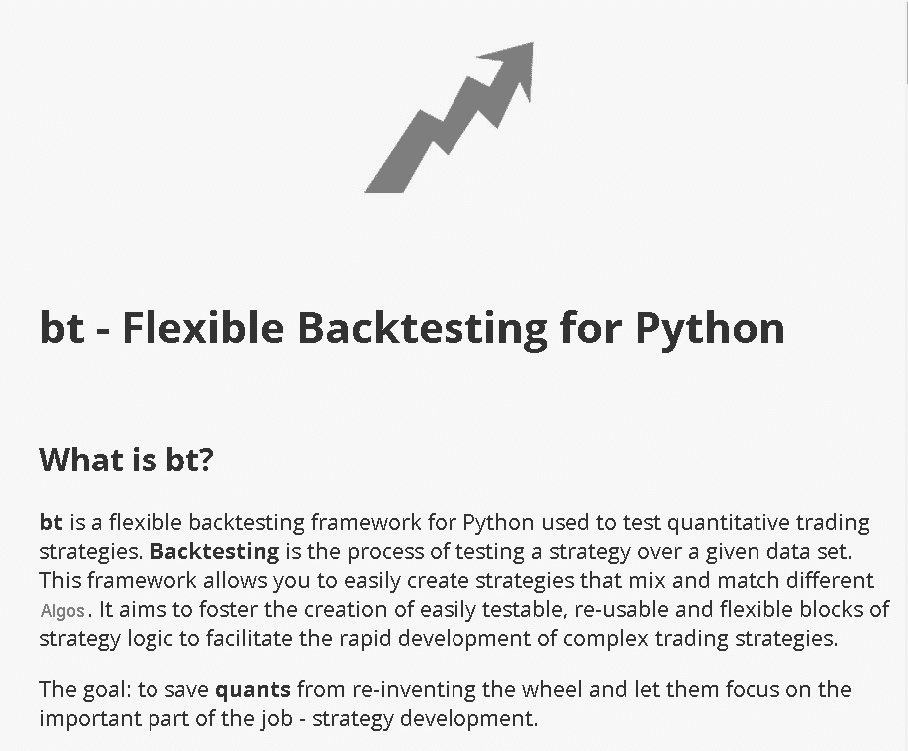 bt - Flexible Backtesting for Python
What is bt?
bt is a flexible backtesting framework for Python used to test quantitative trading
strategies. Backtesting is the process of testing a strategy over a given data set.
This framework allows you to easily create strategies that mix and match different
Algos. It aims to foster the creation of easily testable, re-usable and flexible blocks of
strategy logic to facilitate the rapid development of complex trading strategies.
The goal: to save quants from re-inventing the wheel and let them focus on the
important part of the job - strategy development.